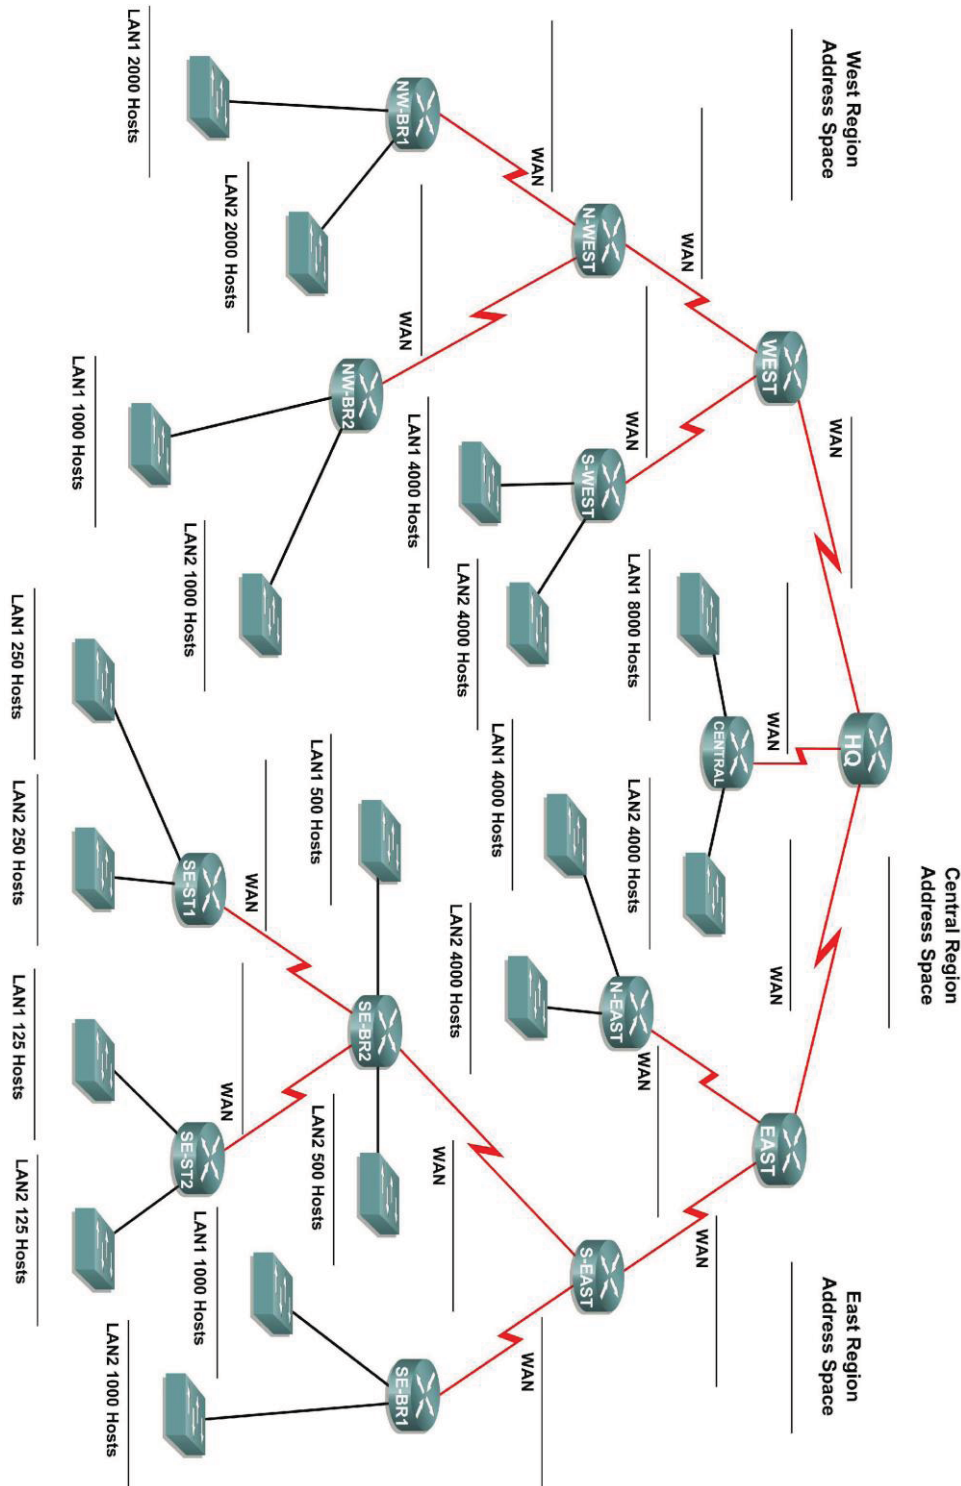 Central Region
Address Space
West Region
Address Space
East Region
Address Space
HQ
WAN
WAN
WAN
WEST
EAST
CENTRAL
WAN
WAN
WAN
WAN
LAN1 8000 Hosts
LAN2 4000 Hosts
N-WEST
S-WEST
N-EAST
S-EAST
WAN
WAN
LAN1 4000 Hosts
LAN2 4000 Hosts
LAN1 4000 Hosts
LAN2 4000 Hosts
WAN
WAN
NW-BR1
NW-BR2
SE-BR2
SE-BR1
LAN1 500 Hosts
LAN2 500 Hosts
WAN
WAN
LAN2 2000 Hosts
LAN2 1000 Hosts
SE-ST1
SE-ST2
LAN1 1000 Hosts
LAN1 2000 Hosts
LAN1 1000 Hosts
LAN2 1000 Hosts
LAN1 250 Hosts
LAN2 250 Hosts
LAN1 125 Hosts
LAN2 125 Hosts